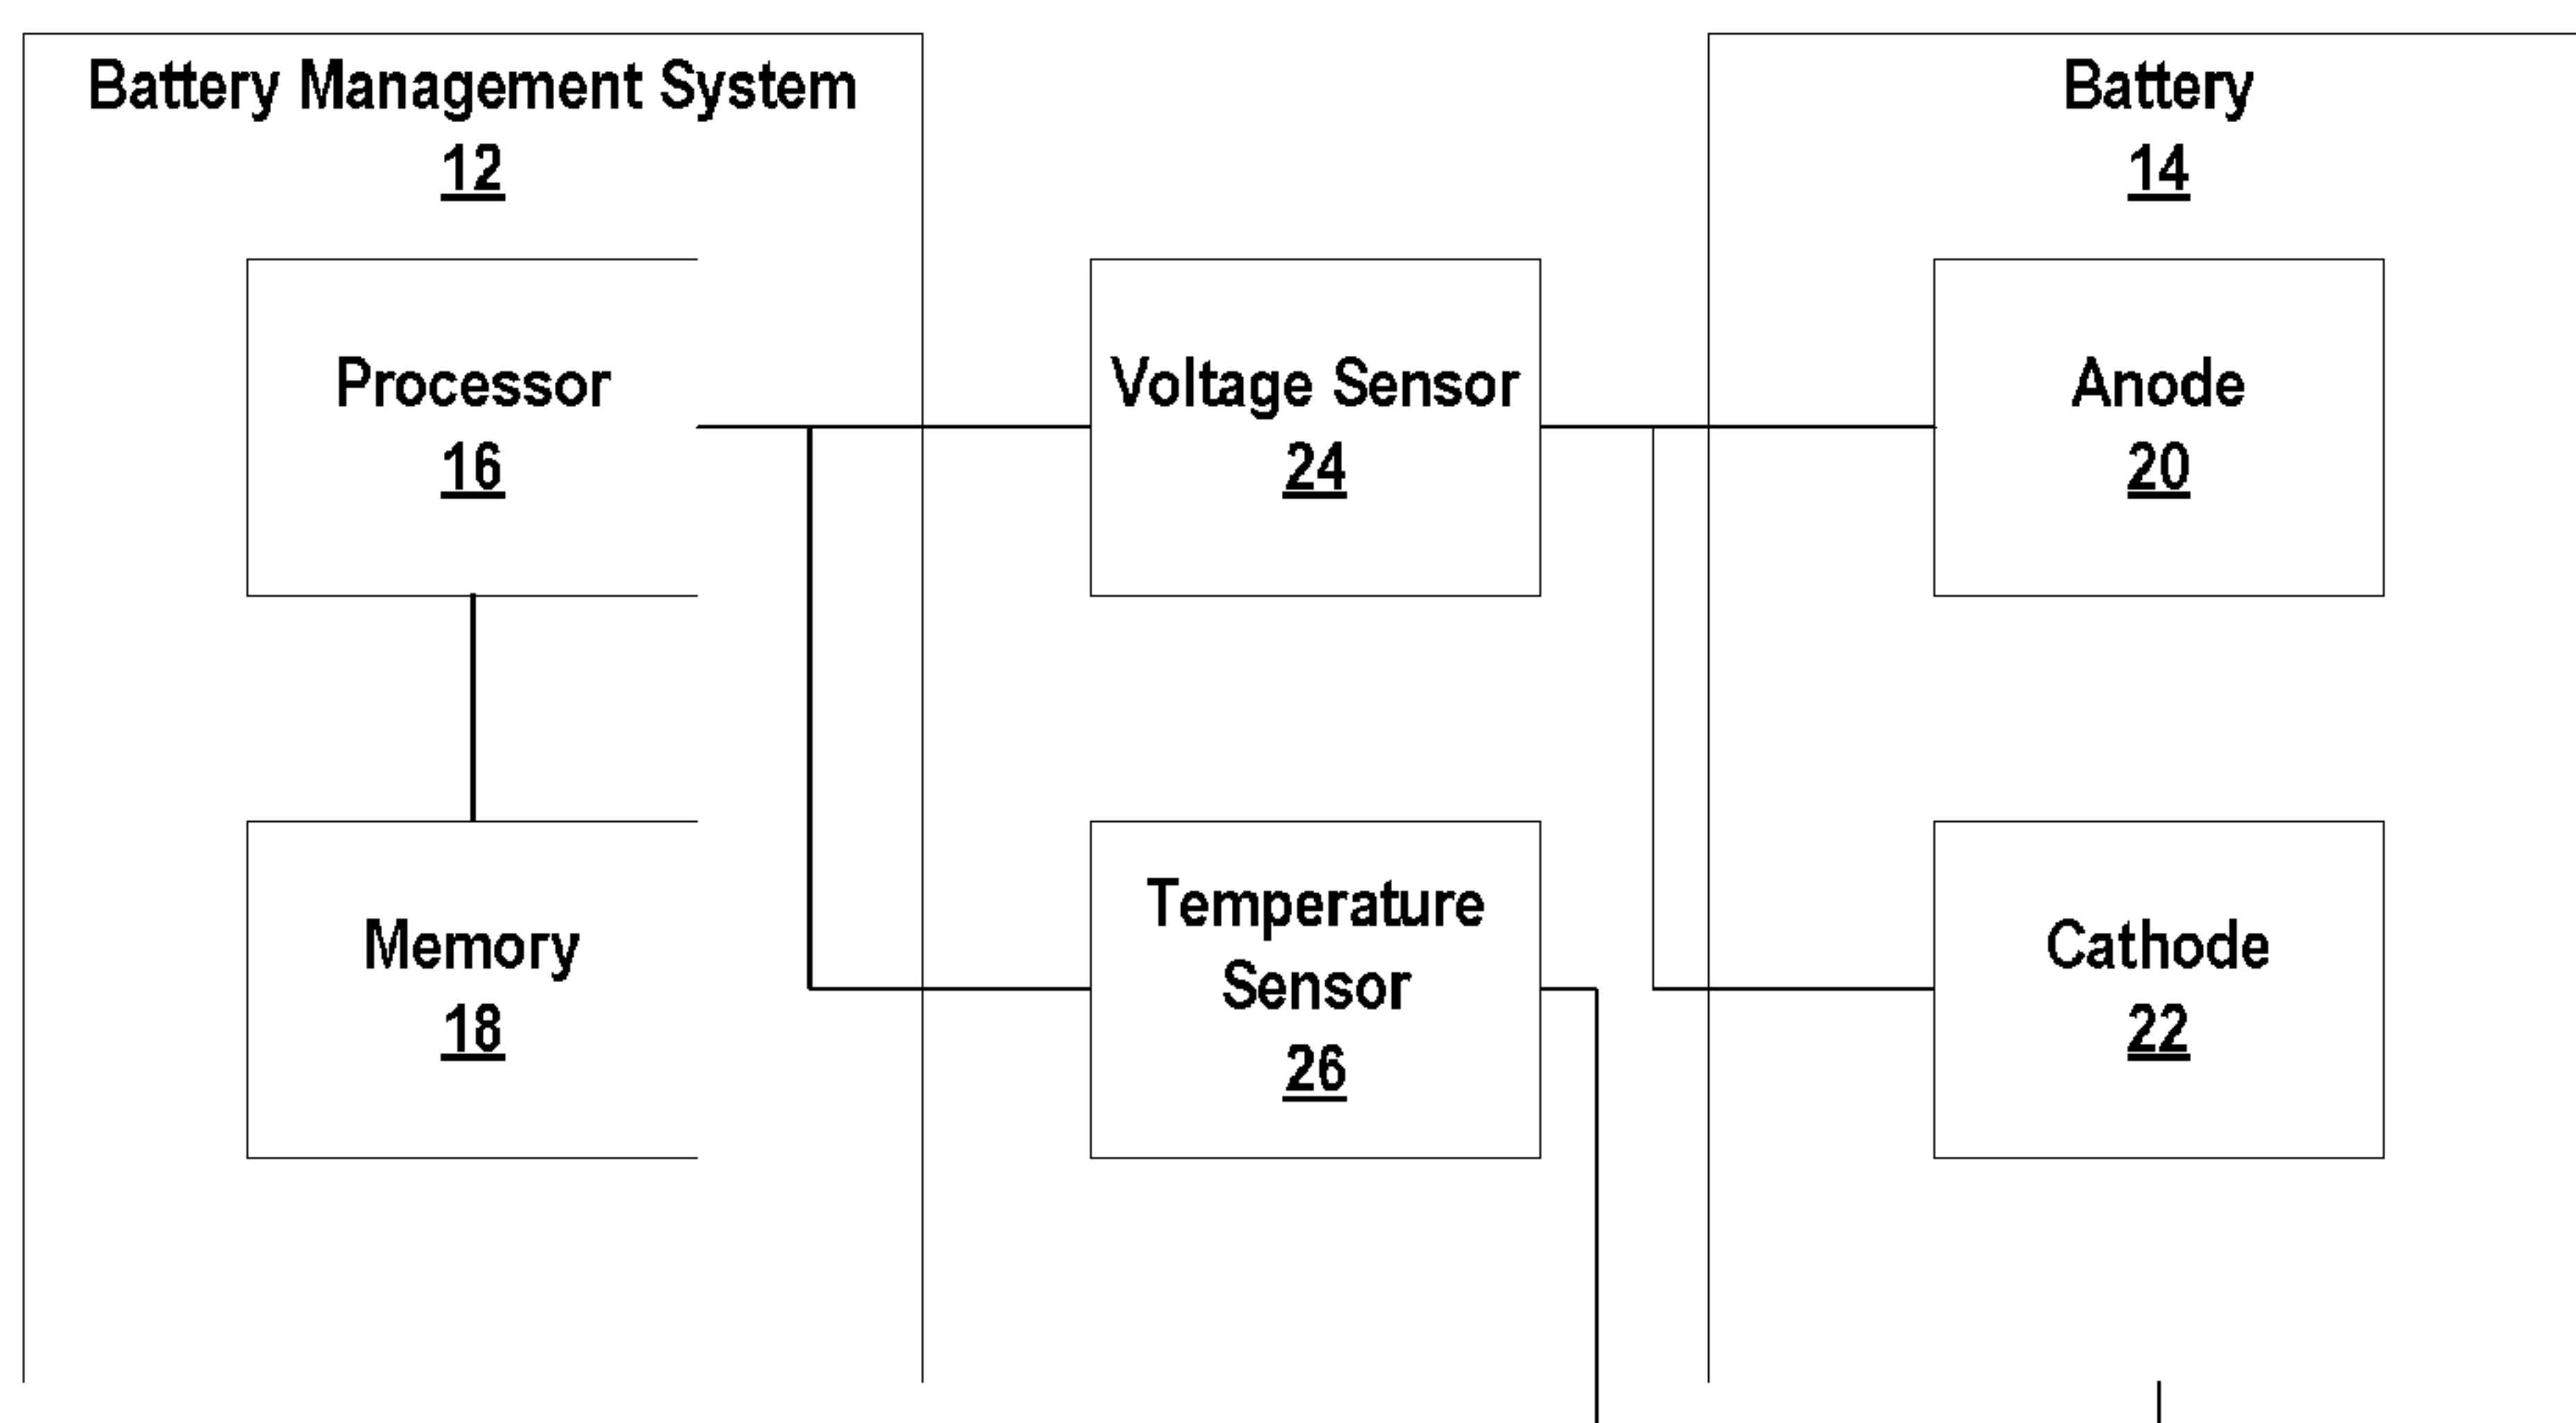 Battery Management System
12
Battery
14
Processor
16
Voltage Sensor
24
Anode
20
Memory
18
Temperature
Sensor
26
Cathode
22